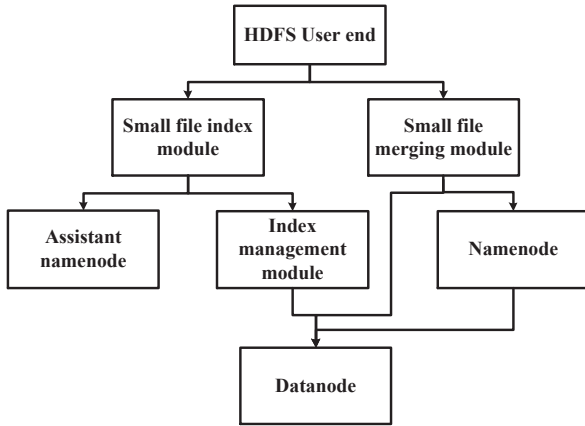 HDFS User end
Small file index
module
Small file
merging module
Assistant
namenode
Index
management
module
Namenode
Datanode